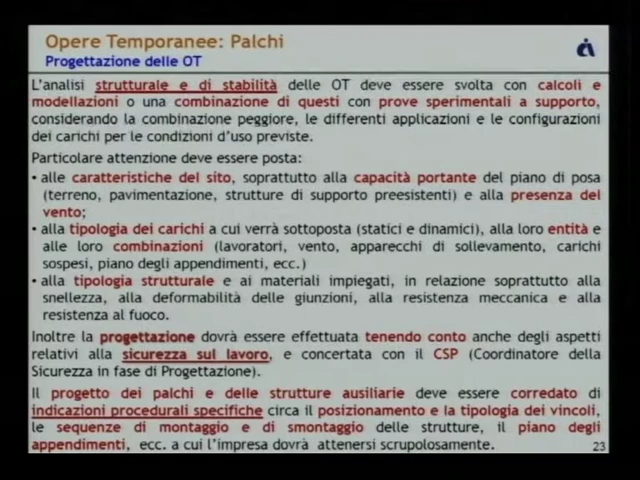 Opere Temporanee: Palchi
Progettazione delle OT
L'analisi strutturale e di stabilità delle OT deve essere svolta con calcoli e
modellazioni o una combinazione di questi con prove sperimentali a supporto,
considerando la combinazione peggiore, le differenti applicazioni e le configurazioni
dei carichi per le condizioni d'uso previste.
Particolare attenzione deve essere posta:
• alle caratteristiche del sito, soprattutto alla capacità portante del piano di posa
(terreno, pavimentazione, strutture di supporto preesistenti) e alla presenza del
vento;
• alla tipologia dei carichi a cui verrà sottoposta (statici e dinamici), alla loro entità e
alle loro combinazioni (lavoratori, vento, apparecchi di sollevamento, carichi
sospesi, piano degli appendimenti, ecc.)
• alla tipologia strutturale e ai materiali impiegati, in relazione soprattutto alla
snellezza, alla deformabilità delle giunzioni, alla resistenza meccanica e alla
resistenza al fuoco.
Inoltre la progettazione dovrà essere effettuata tenendo conto anche degli aspetti
relativi alla sicurezza sul lavoro, e concertata con il CSP (Coordinatore della
Sicurezza in fase di Progettazione).
Il progetto dei palchi e delle strutture ausiliarie deve essere corredato di
indicazioni procedurali specifiche circa il posizionamento e la tipologia dei vincoli,
le sequenze di montaggio e di smontaggio delle strutture, il piano degli
appendimenti, ecc. a cui l'impresa dovrà attenersi scrupolosamente.
23